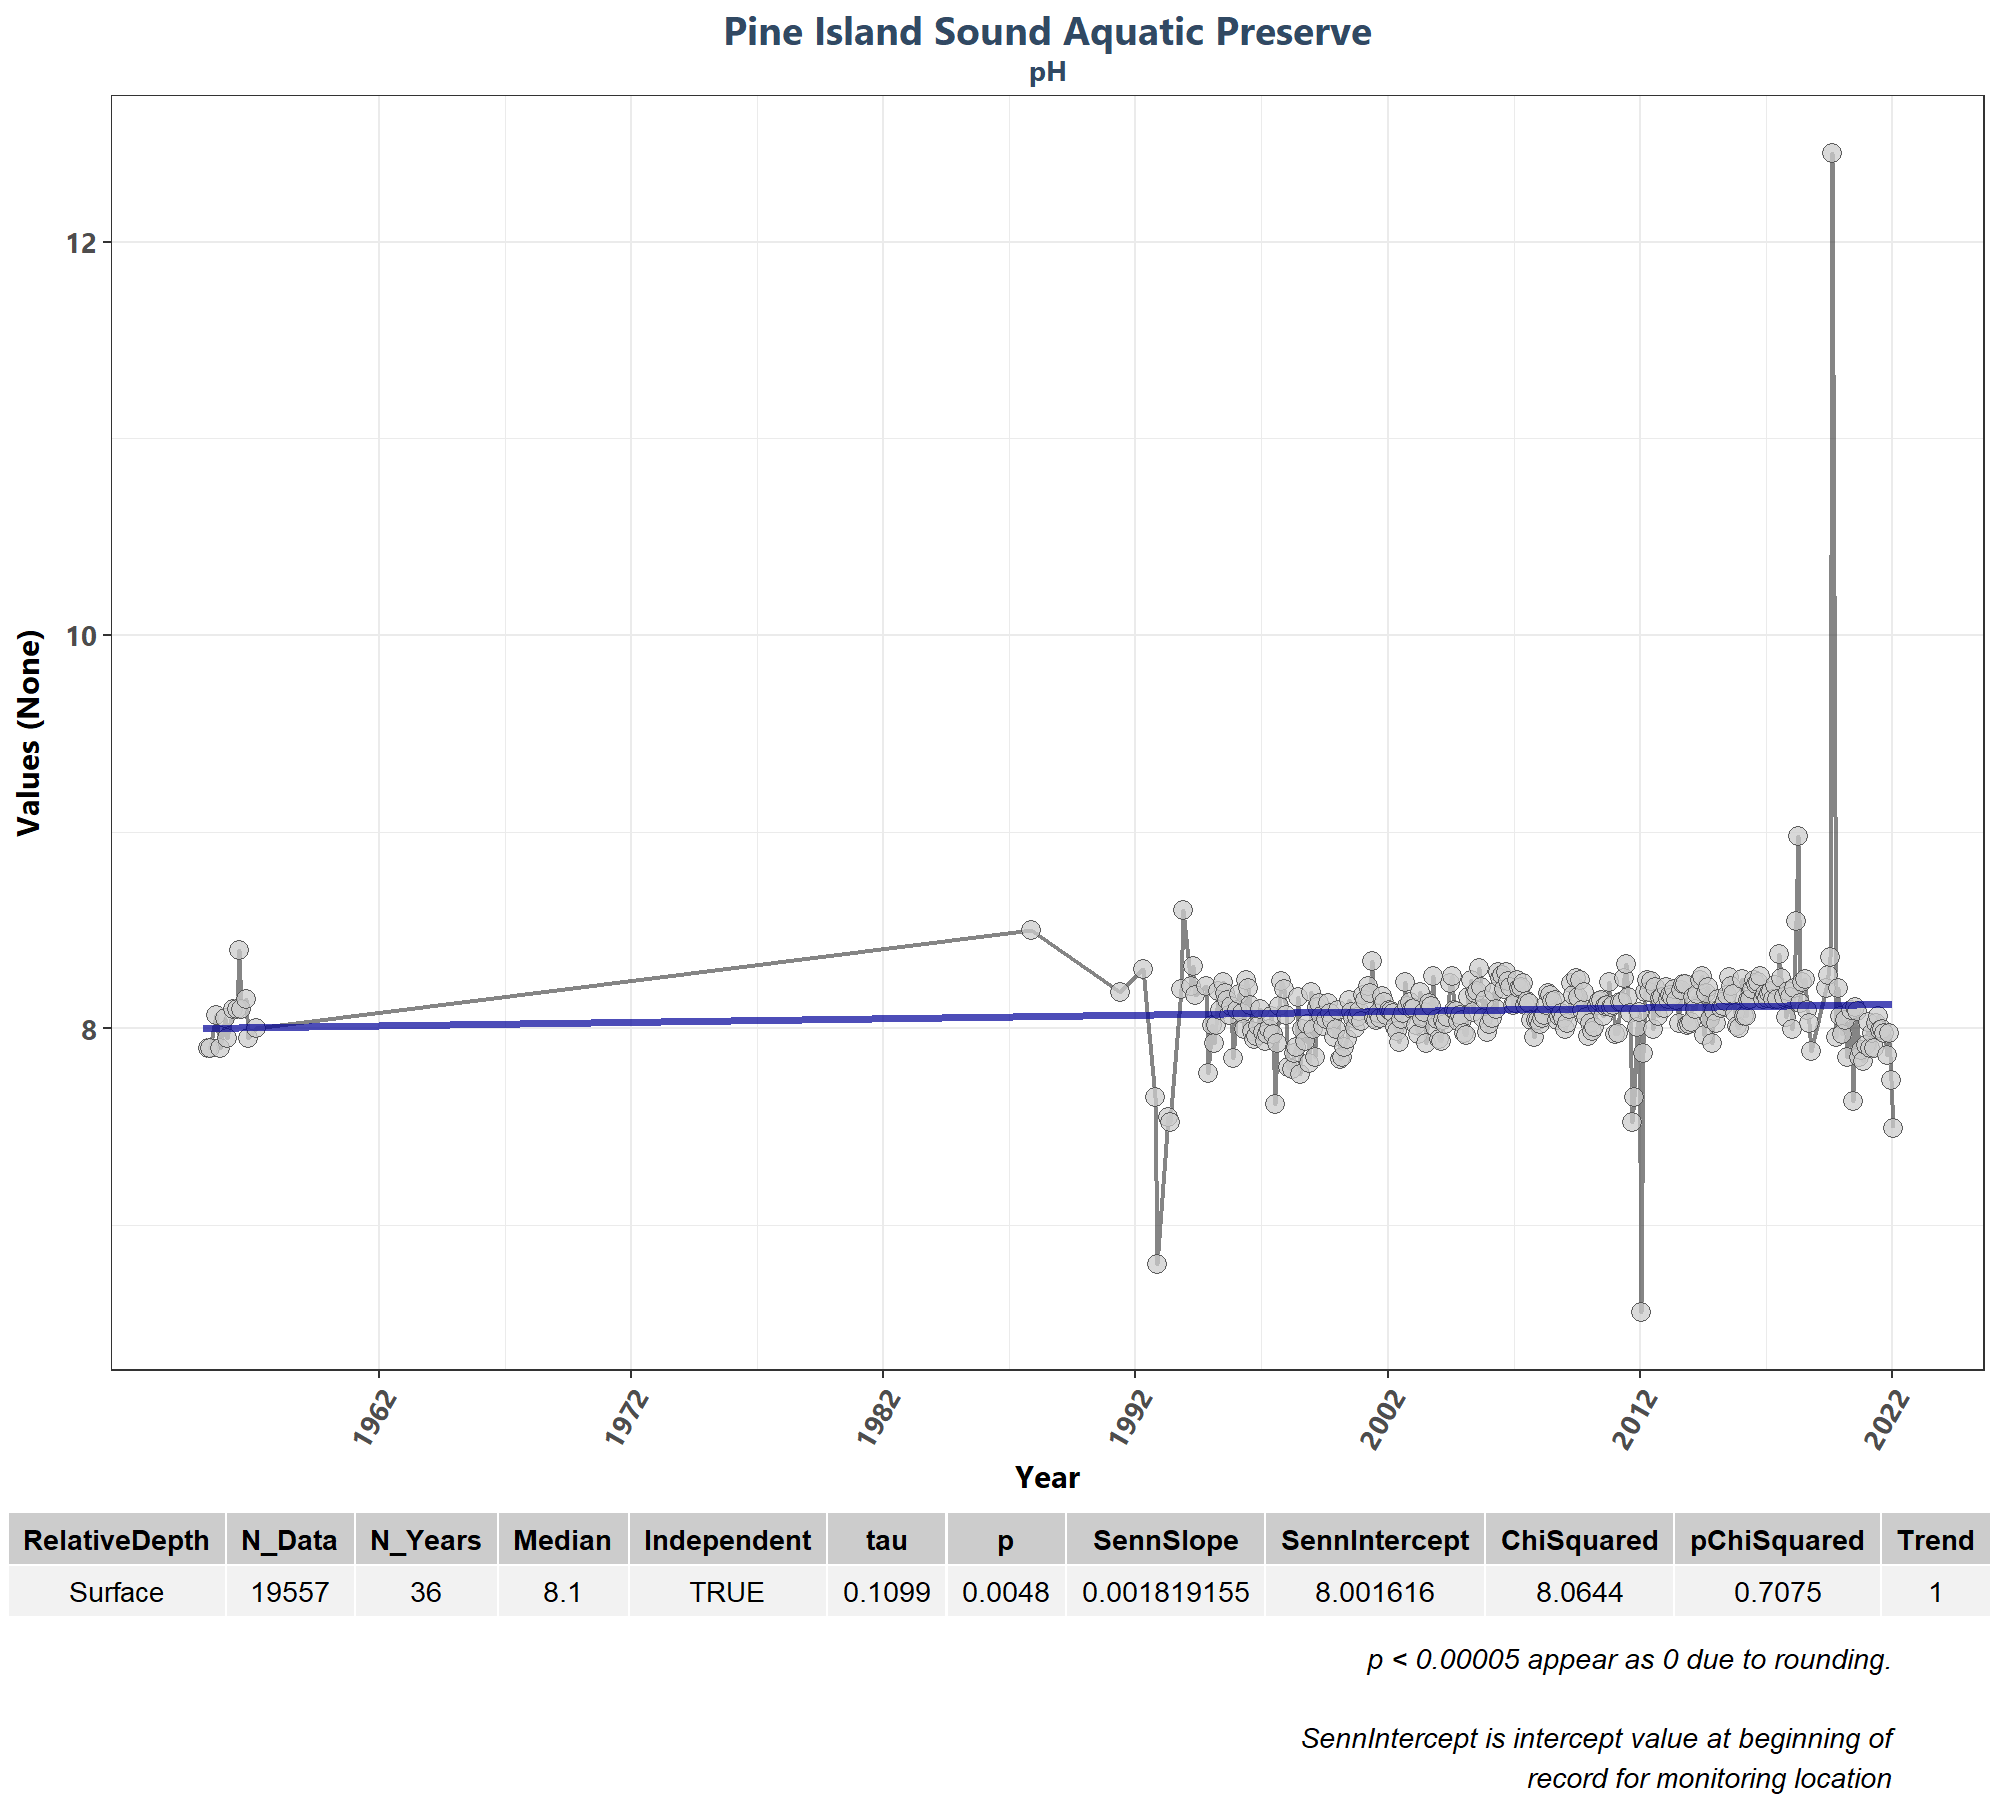 Pine Island Sound Aquatic Preserve
pH
12
10
8
Values (None)
1962 1972 1982 1992 2002 2012 2022
Year
RelativeDepth N_Data N_Years Median Independent tau p SennSlope SennIntercept ChiSquared pChiSquared Trend
Surface 19557 36 8.1 TRUE 0.1099 0.0048 0.001819155 8.001616 8.0644 0.7075 1
p < 0.00005 appear as 0 due to rounding.
SennIntercept is intercept value at beginning of
record for monitoring location